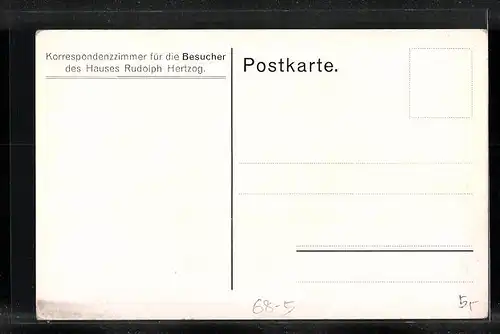 Korrespondenzzimmer für die Besucher
des Hauses Rudolph Hertzog.
Postkarte.
68-5
5,-